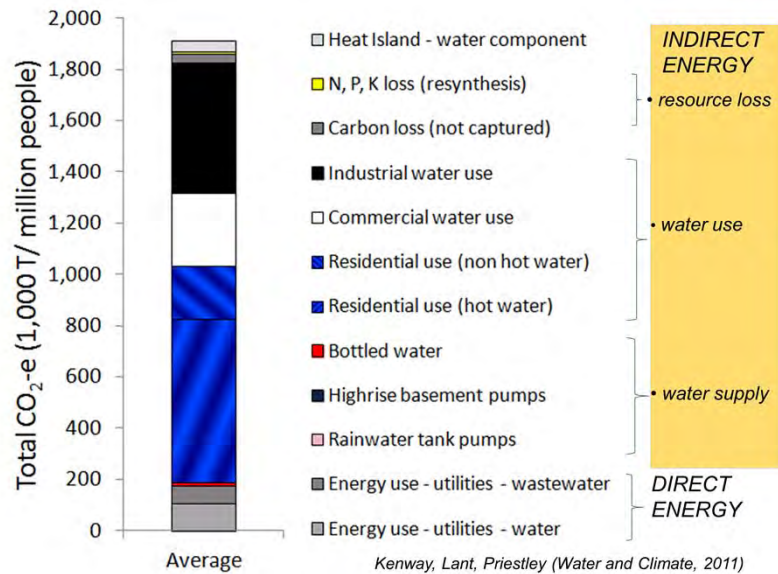 2,000
1,800
1,600
1,400
1,200
1,000
800
600
400
200
0
Total CO₂-e (1,000 T/ million people)
Average
Heat Island - water component
N, P, K loss (resynthesis)
Carbon loss (not captured)
Industrial water use
Commercial water use
Residential use (non hot water)
Residential use (hot water)
Bottled water
Highrise basement pumps
Rainwater tank pumps
Energy use - utilities - wastewater
Energy use - utilities - water
INDIRECT
ENERGY
• resource loss
• water use
• water supply
DIRECT
ENERGY
Kenway, Lant, Priestley (Water and Climate, 2011)